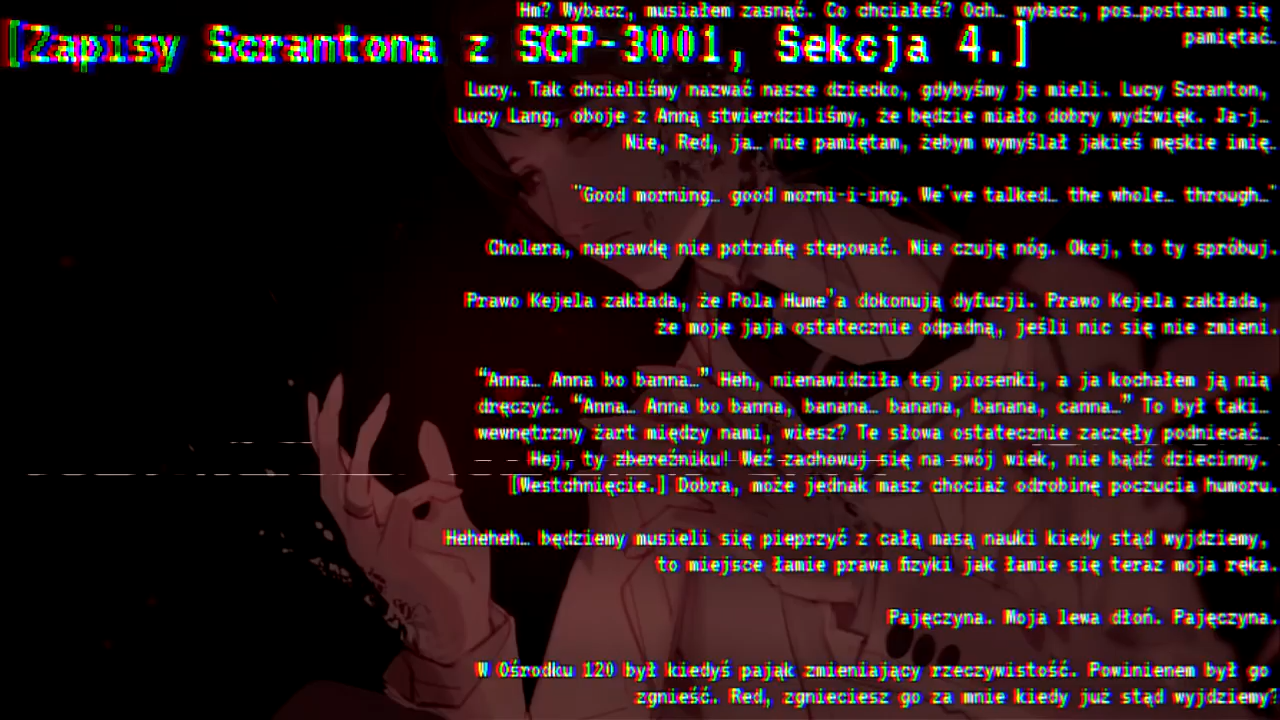 Hm? Wybacz, musiałem zasnąć. Co chciałeś? Och… wybacz, pos…postaram się
pamiętać.
[Zapisy Scrantona z SCP-3001, Sekcja 4.]
Lucy. Tak chcieliśmy nazwać nasze dziecko, gdybyśmy je mieli. Lucy Scranton,
Lucy Lang, oboje z Anną stwierdziliśmy, że będzie miało dobry wydźwięk. Ja-j…
Nie, Red, ja… nie pamiętam, żebym wymyślał jakieś męskie imię.
"Good morning… good morni-i-ing. We've talked… the whole… through…"
Cholera, naprawdę nie potrafię stepować. Nie czuję nóg. Okej, to ty spróbuj.
Prawo Kejela zakłada, że Pola Hume'a dokonują dyfuzji. Prawo Kejela zakłada,
że moje jaja ostatecznie odpadną, jeśli nic się nie zmieni.
“Anna… Anna bo banna…” Heh, nienawidziła tej piosenki, a ja kochałem ją nią
dręczyć. “Anna… Anna bo banna, banana… banana, banana, canna…” To był taki…
wewnętrzny żart między nami, wiesz? Te słowa ostatecznie zaczęły podniecać…
Hej, ty zbereźniku! Weź zachowuj się na swój wiek, nie bądź dziecinny.
[Westchnięcie.] Dobra, może jednak masz chociaż odrobinę poczucia humoru.
Heheheh… będziemy musieli się pieprzyć z całą masą nauki kiedy stąd wyjdziemy,
to miejsce łamie prawa fizyki jak łamie się teraz moja ręka.
Pajęczyna. Moja lewa dłoń. Pajęczyna.
W Ośrodku 120 był kiedyś pająk zmieniający rzeczywistość. Powinienem był go
zgnieść. Red, zgnieciesz go za mnie kiedy już stąd wyjdziemy?